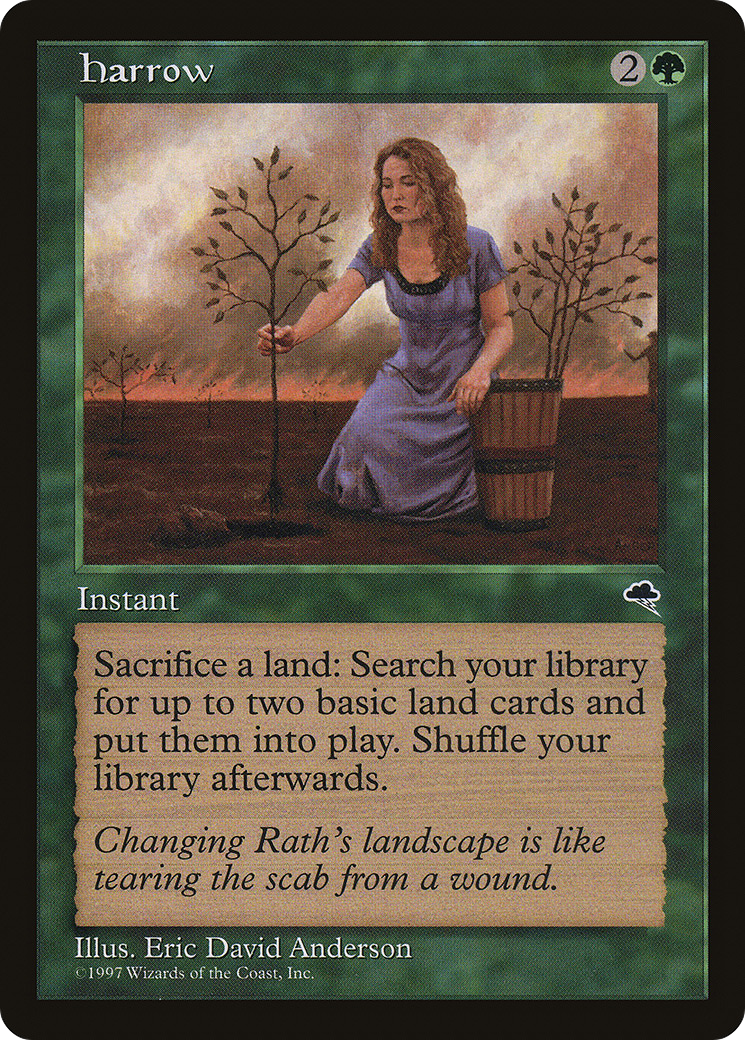 Harrow
2
Instant
Sacrifice a land: Search your library
for up to two basic land cards and
put them into play. Shuffle your
library afterwards.
Changing Rath's landscape is like
tearing the scab from a wound.
Illus. Eric David Anderson
©1997 Wizards of the Coast, Inc.